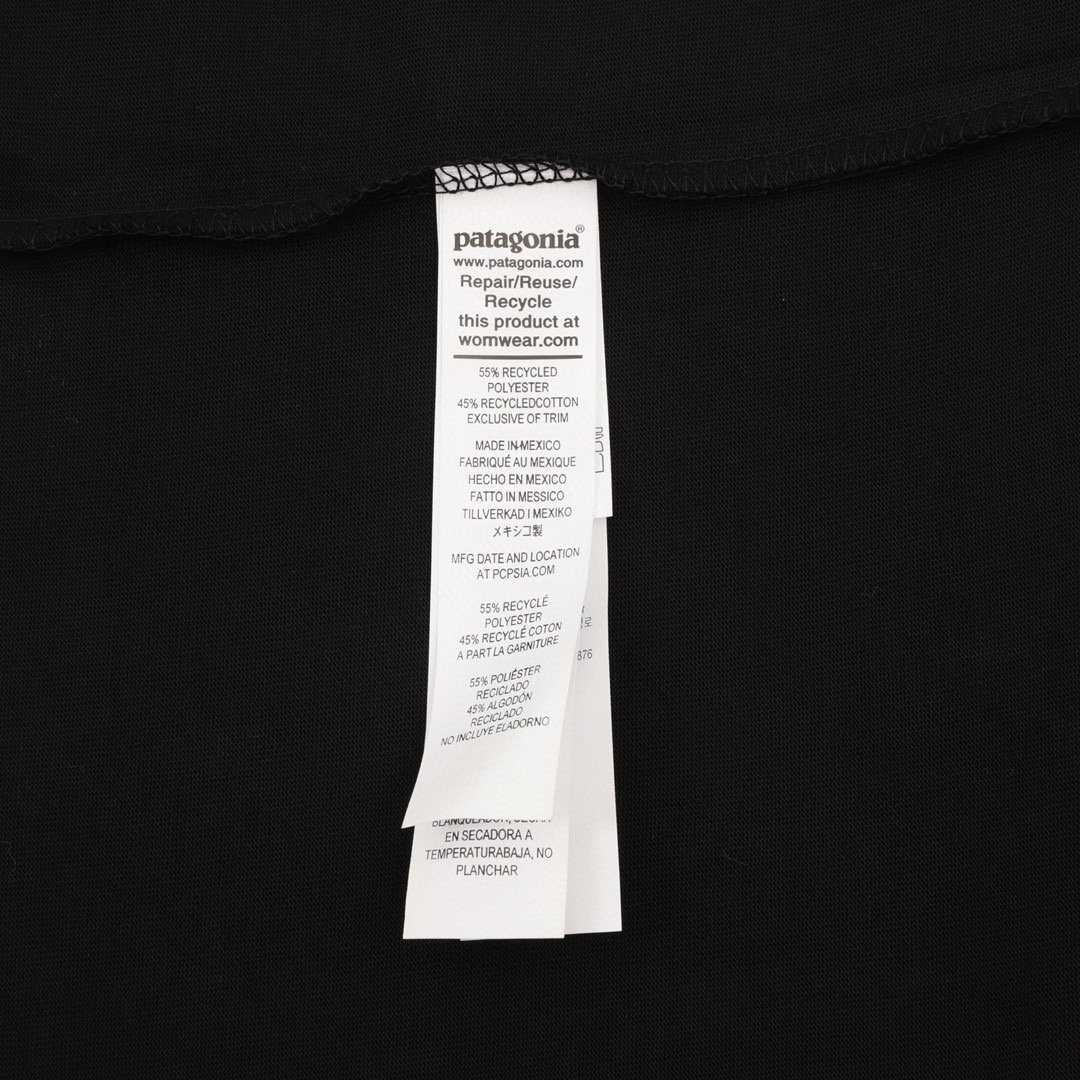 patagonia®
www.patagonia.com
Repair/Reuse/
Recycle
this product at
wornwear.com
55% RECYCLED
POLYESTER
45% RECYCLEDCOTTON
EXCLUSIVE OF TRIM
MADE IN MEXICO
FABRIQUÉ AU MEXIQUE
HECHO EN MEXICO
FATTO IN MESSICO
TILLVERKAD I MEXIKO
メキシコ製
MFG DATE AND LOCATION
AT PCPSIA.COM
55% RECYCLÉ
POLYESTER
45% RECYCLÉ COTON
A PART LA GARNITURE
55% POLIÉSTER
RECICLADO
45% ALGODÓN
RECICLADO
NO INCLUYE ELADORNO
EN SECADORA A
TEMPERATURABAJA, NO
PLANCHAR
로
876